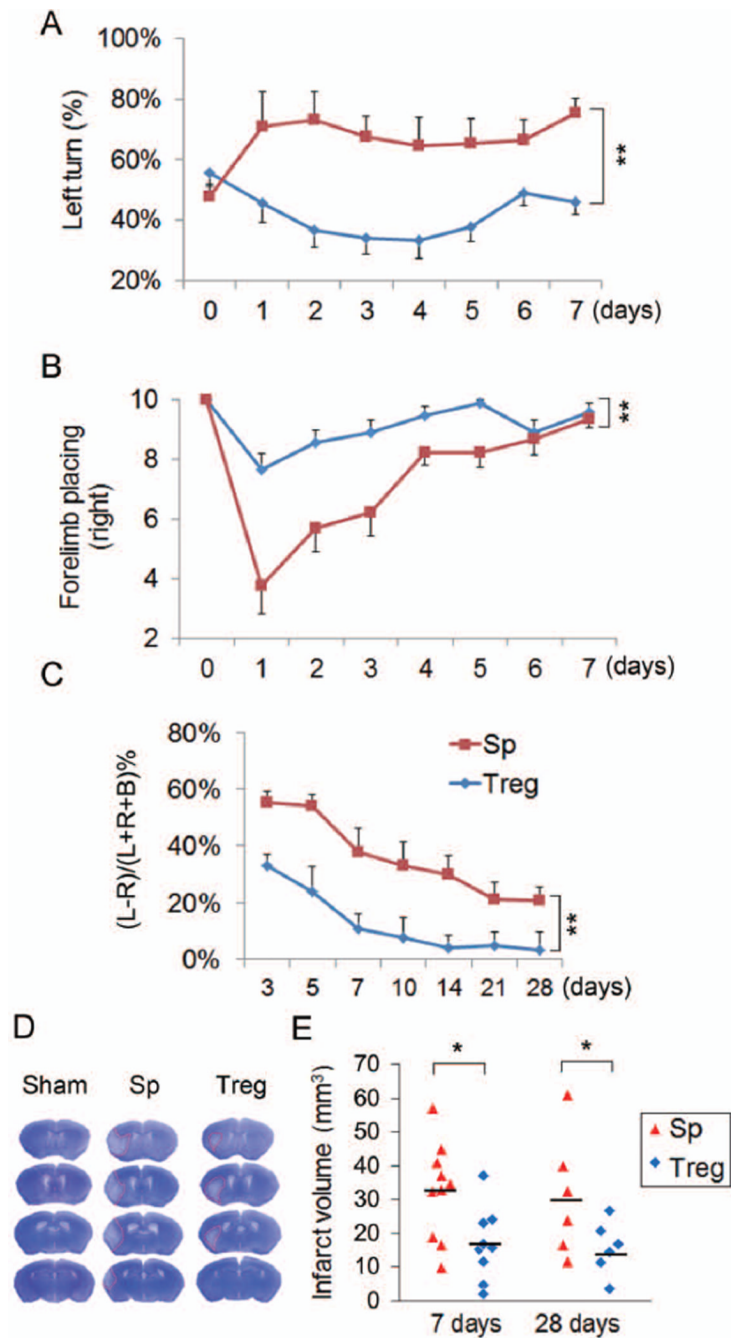 A
100%
80%
60%
40%
20%
Left turn (%)
**
0 1 2 3 4 5 6 7 (days)
B
10
8
6
4
2
Forelimb placing
(right)
**
0 1 2 3 4 5 6 7 (days)
C
80%
60%
40%
20%
0%
(L-R)/(L+R+B)%
Sp
Treg
**
3 5 7 10 14 21 28 (days)
D
Sham Sp Treg
E
70
60
50
40
30
20
10
0
Infarct volume (mm³)
* *
Sp
Treg
7 days 28 days